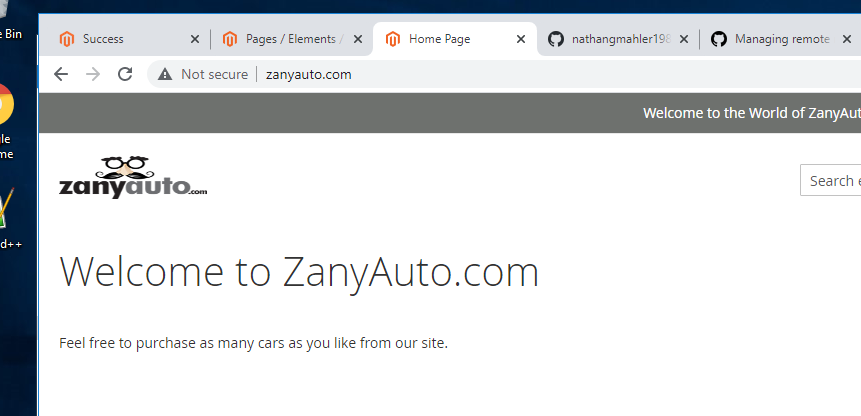 e Bin
Success
Pages / Elements /
Home Page
nathangmahler198
Managing remote
Not secure
zanyauto.com
Welcome to the World of ZanyAut
le
me
zanyauto.com
Search e
d++
Welcome to ZanyAuto.com
Feel free to purchase as many cars as you like from our site.